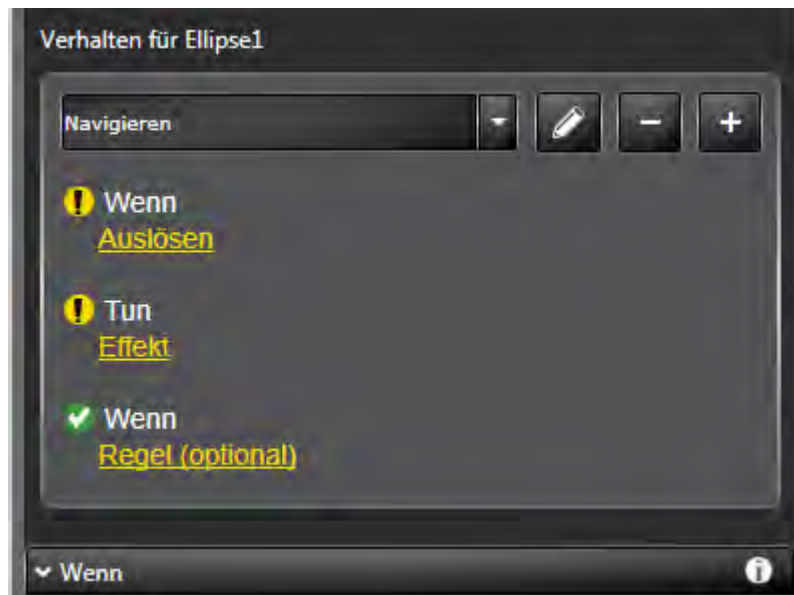 Verhalten für Ellipse1
Navigieren
Wenn
Auslösen
Tun
Effekt
Wenn
Regel (optional)
Wenn